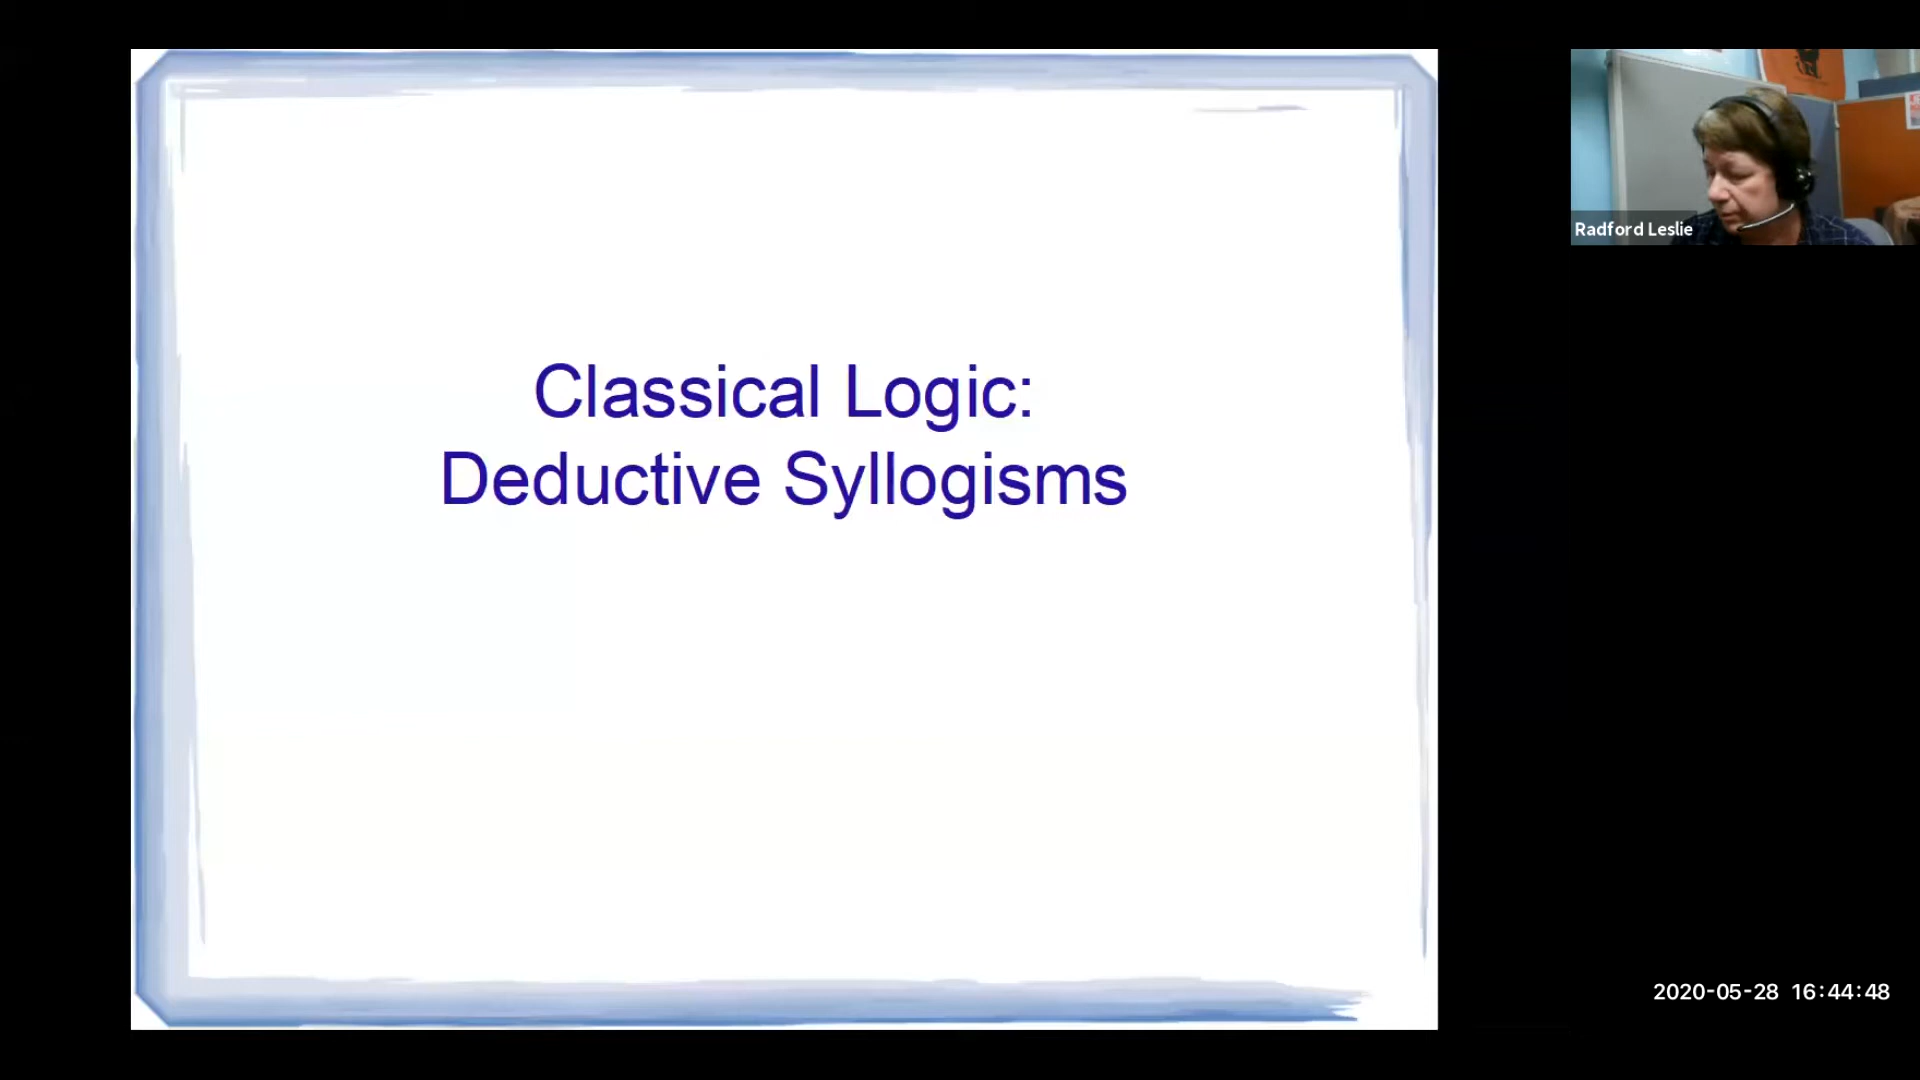 Classical Logic:
Deductive Syllogisms
Radford Leslie
2020-05-28 16:44:48